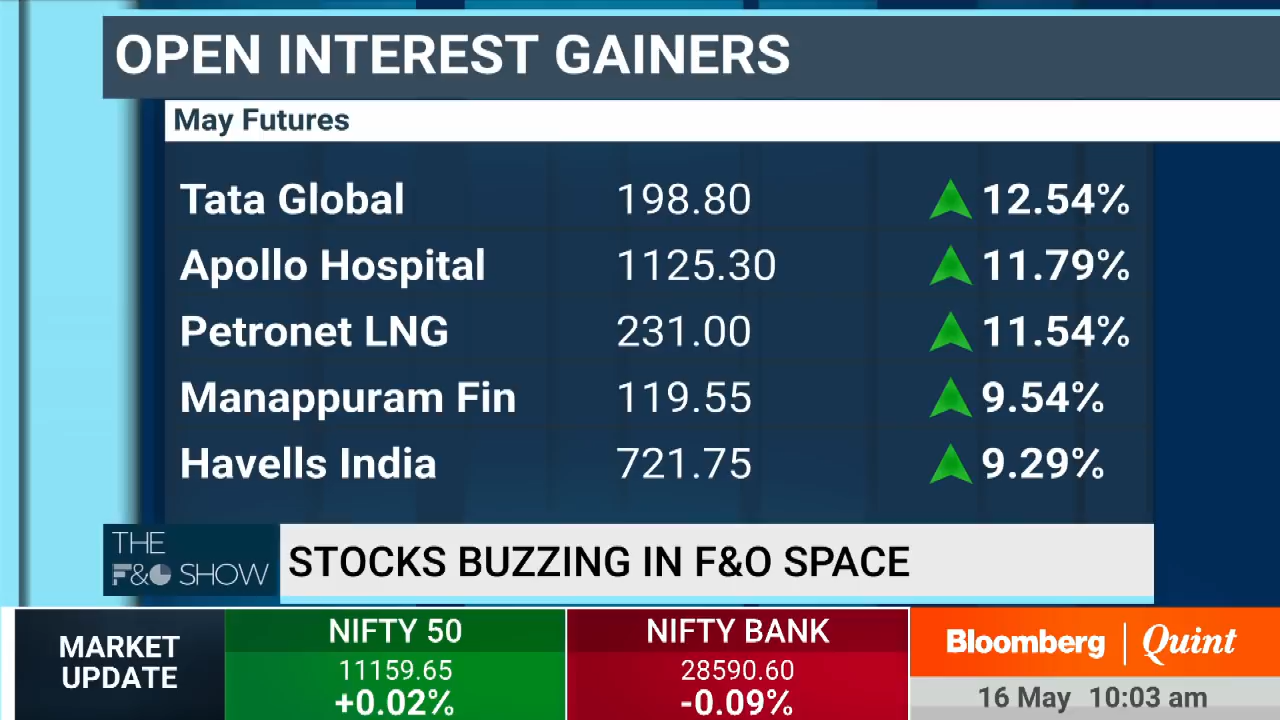 OPEN INTEREST GAINERS
May Futures
Tata Global 198.80 12.54%
Apollo Hospital 1125.30 11.79%
Petronet LNG 231.00 11.54%
Manappuram Fin 119.55 9.54%
Havells India 721.75 9.29%
THE
F&O SHOW
STOCKS BUZZING IN F&O SPACE
MARKET
UPDATE
NIFTY 50
11159.65
+0.02%
NIFTY BANK
28590.60
-0.09%
Bloomberg | Quint
16 May 10:03 am